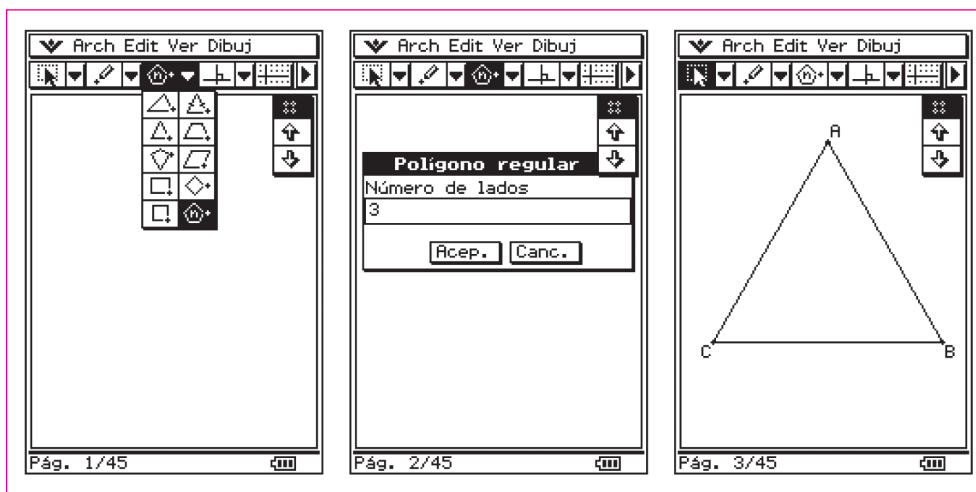 Arch Edit Ver Dibuj
Pág. 1/45
Arch Edit Ver Dibuj
Polígono regular
Número de lados
3
Acep. Canc.
Pág. 2/45
Arch Edit Ver Dibuj
A
C B
Pág. 3/45